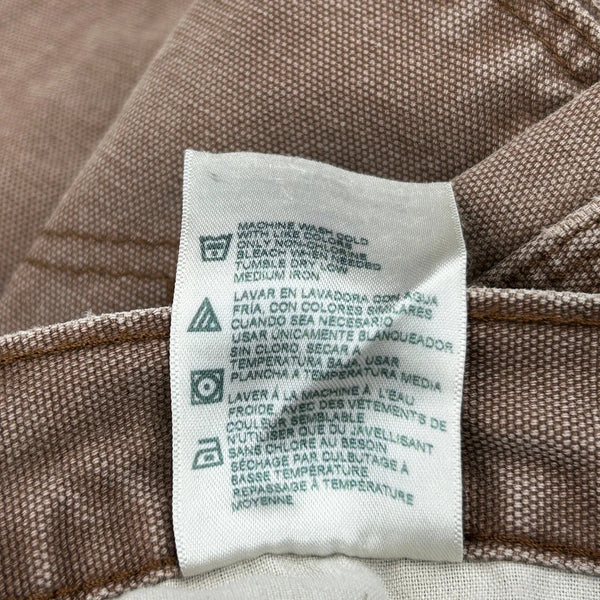 MACHINE WASH COLD
WITH LIKE COLORS
ONLY NON-CHLORINE
BLEACH WHEN NEEDED
TUMBLE DRY LOW
MEDIUM IRON
LAVAR EN LAVADORA CON AGUA
FRÍA, CON COLORES SIMILARES
CUANDO SEA NECESARIO
USAR ÚNICAMENTE BLANQUEADOR
SIN CLORO, SECAR A
TEMPERATURA BAJA USAR
PLANCHA A TEMPERATURA MEDIA
LAVER À LA MACHINE À L'EAU
FROIDE, AVEC DES VÊTEMENTS DE
COULEUR SEMBLABLE
N'UTILISER QUE DU JAVELLISANT
SANS CHLORE AU BESOIN
SÉCHAGE PAR CULBUTAGE À
BASSE TEMPÉRATURE
REPASSAGE À TEMPÉRATURE
MOYENNE